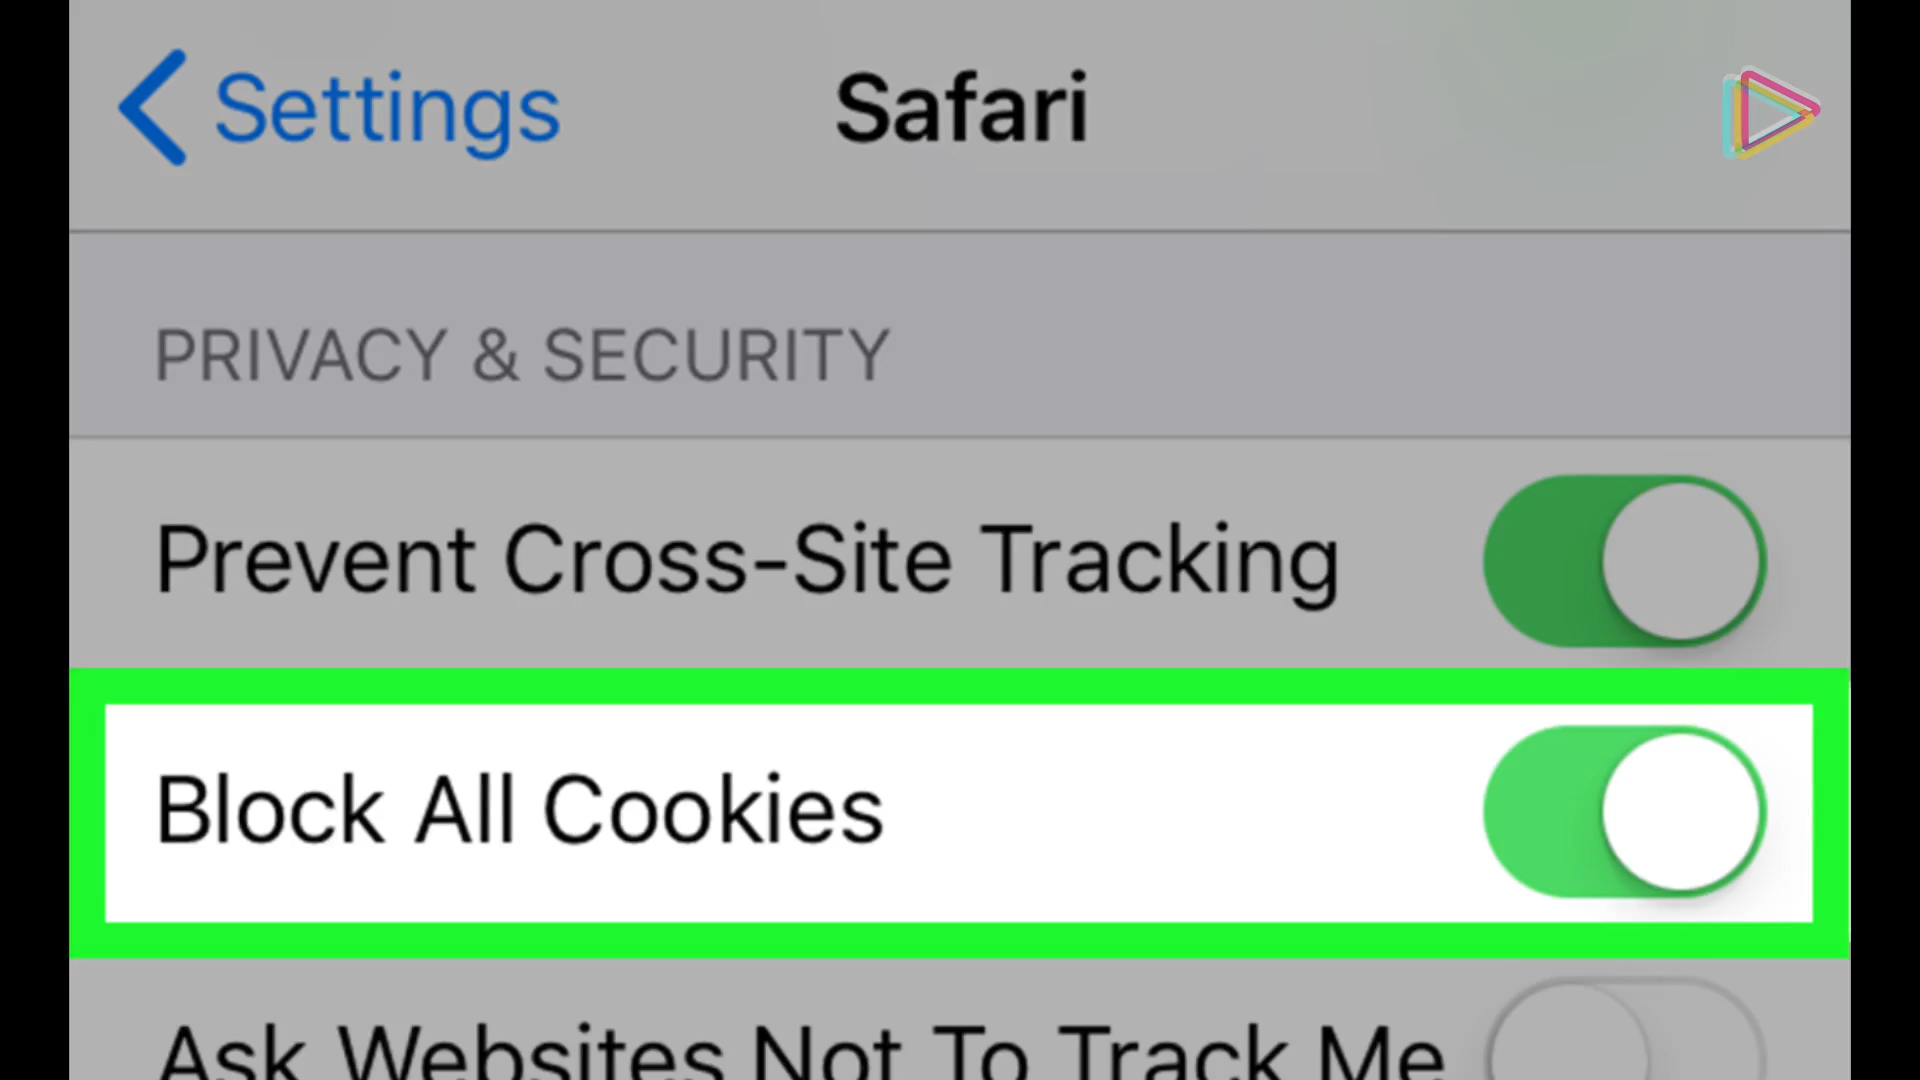 Settings
Safari
PRIVACY & SECURITY
Prevent Cross-Site Tracking
Block All Cookies
Ask Websites Not To Track Me